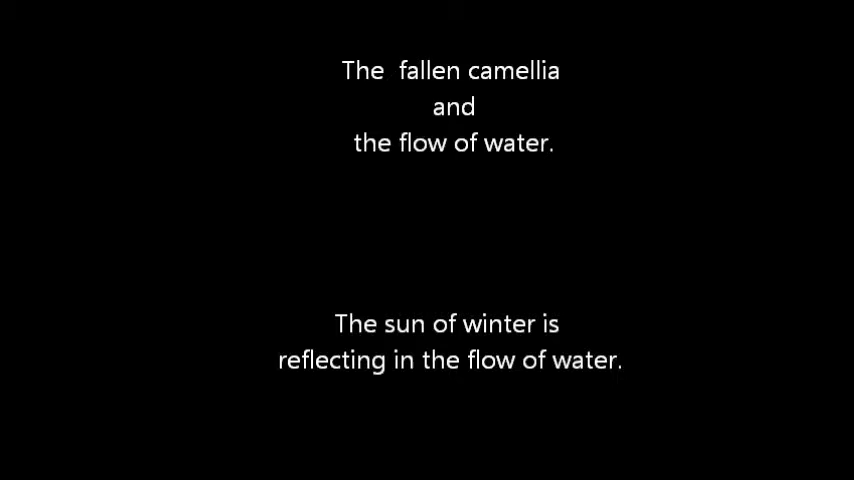 The  fallen camellia
and
the flow of water.
The sun of winter is
reflecting in the flow of water.